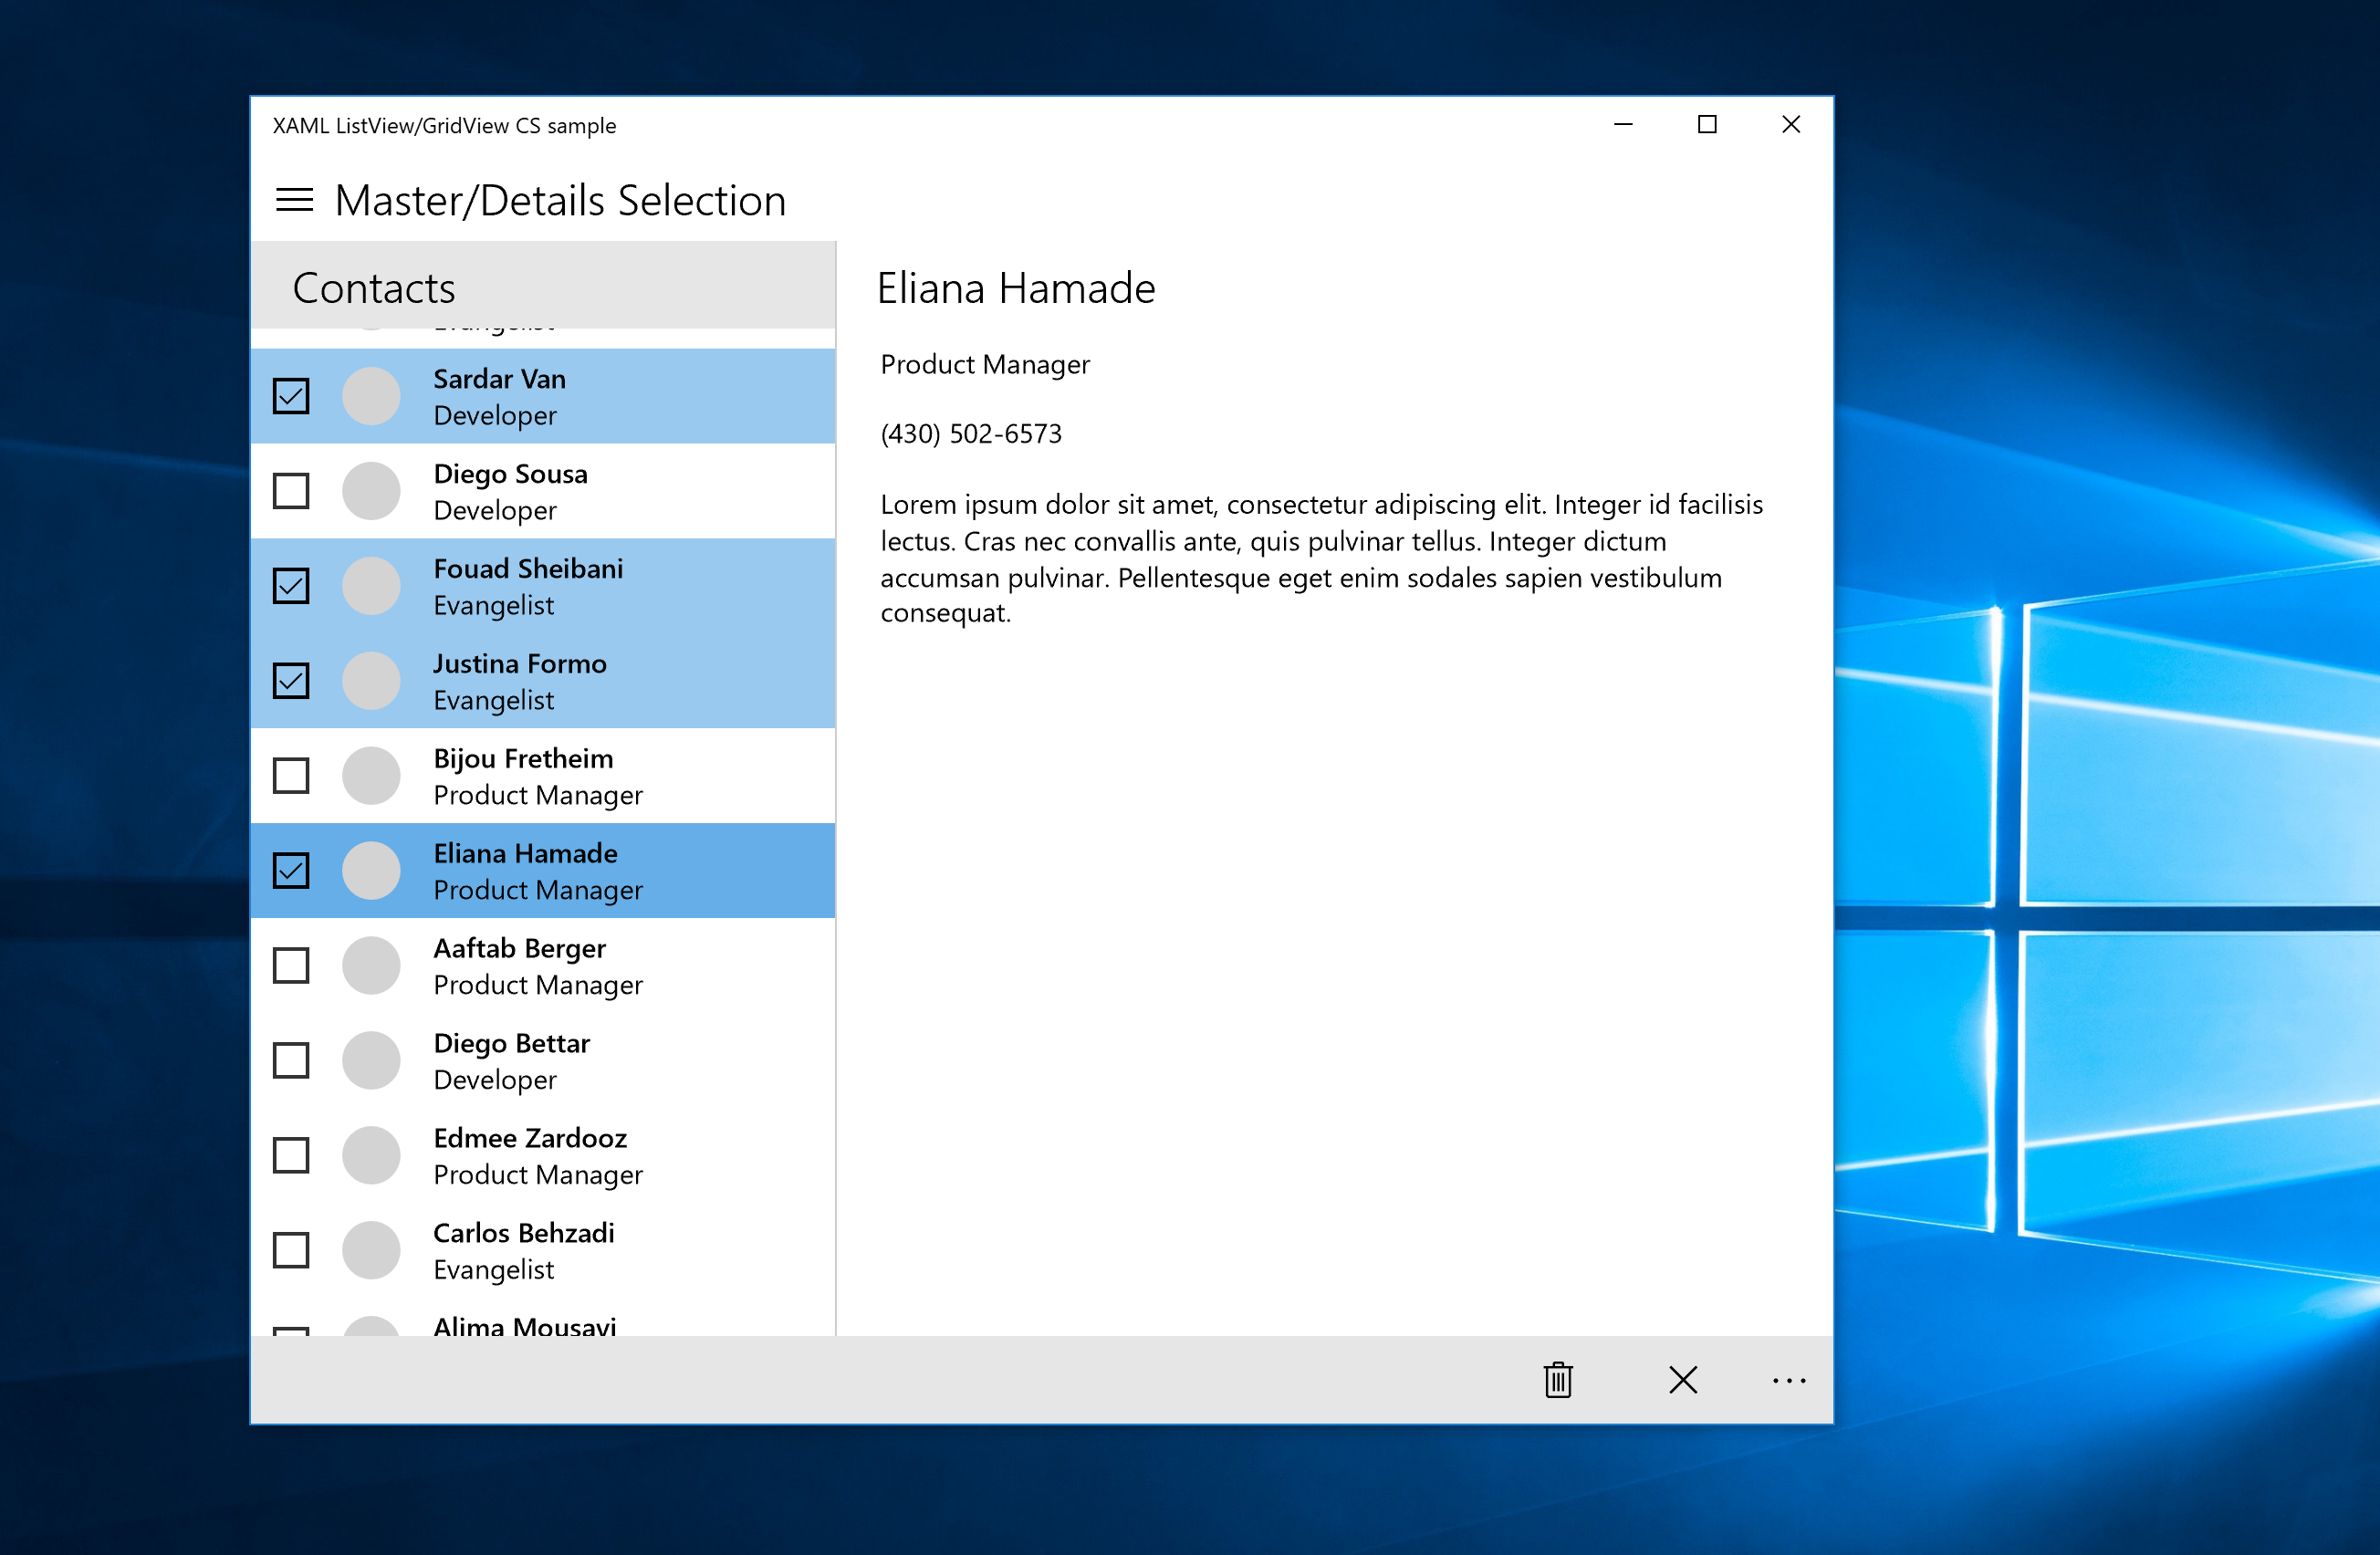 XAML ListView/GridView CS sample
Master/Details Selection
Contacts
Evangelist
Sardar Van
Developer
Diego Sousa
Developer
Fouad Sheibani
Evangelist
Justina Formo
Evangelist
Bijou Fretheim
Product Manager
Eliana Hamade
Product Manager
Aaftab Berger
Product Manager
Diego Bettar
Developer
Edmee Zardooz
Product Manager
Carlos Behzadi
Evangelist
Alima Mousavi
Eliana Hamade
Product Manager
(430) 502-6573
Lorem ipsum dolor sit amet, consectetur adipiscing elit. Integer id facilisis
lectus. Cras nec convallis ante, quis pulvinar tellus. Integer dictum
accumsan pulvinar. Pellentesque eget enim sodales sapien vestibulum
consequat.